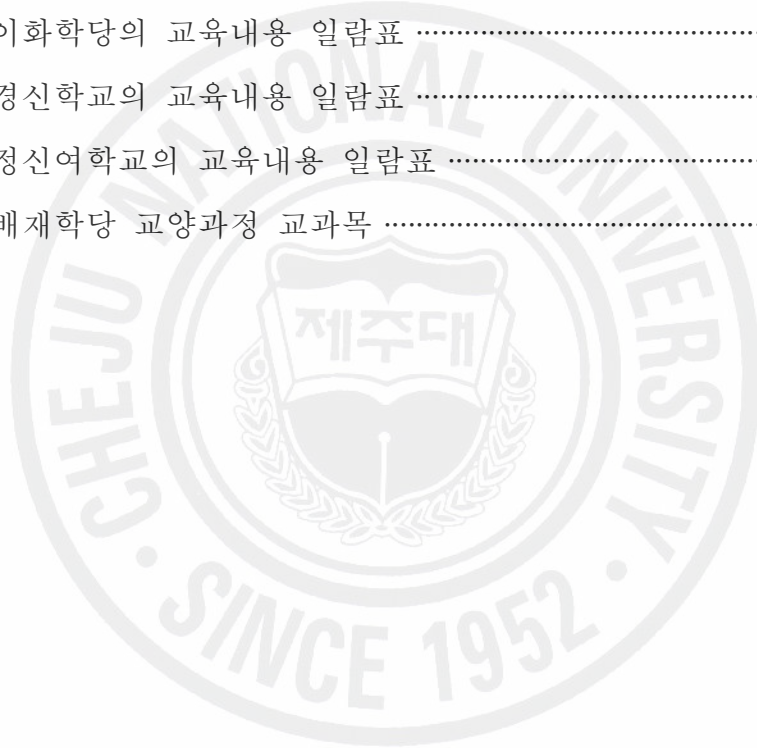 이화학당의 교육내용 일람표 ························
경신학교의 교육내용 일람표 ························
정신여학교의 교육내용 일람표 ······················
배재학당 교양과정 교과목 ··························
CHEJU NATIONAL UNIVERSITY
제주대
· SINCE 1952 ·